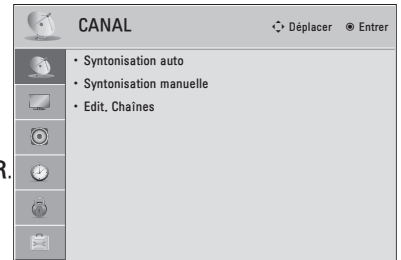 CANAL Déplacer Entrer
• Syntonisation auto
• Syntonisation manuelle
• Edit. Chaînes
R.